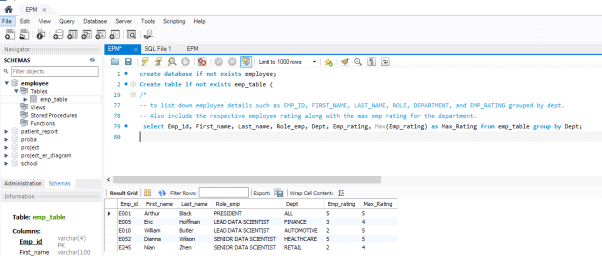 EPM ×
File Edit View Query Database Server Tools Scripting Help
Navigator
SCHEMAS
Filter objects
employee
Tables
emp_table
Views
Stored Procedures
Functions
patient_report
proba
project
project_er_diagram
school
Administration Schemas
Information
Table: emp_table
Columns:
Emp_id varchar(4)
PK
First_name varchar(100
EPM* × SQL File 1 EPM
Limit to 1000 rows
1 create database if not exists employee;
2 Create table if not exists emp_table (
19 /*
77 -- to list down employee details such as EMP_ID, FIRST_NAME, LAST_NAME, ROLE, DEPARTMENT, and EMP_RATING grouped by dept.
78 -- Also include the respective employee rating along with the max emp rating for the department.
79 select Emp_id, First_name, Last_name, Role_emp, Dept, Emp_rating, Max(Emp_rating) as Max_Rating from emp_table group by Dept;
80
Result Grid Filter Rows: Export: Wrap Cell Content:
Emp_id First_name Last_name Role_emp Dept Emp_rating Max_Rating
E001 Arthur Black PRESIDENT ALL 5 5
E005 Eric Hoffman LEAD DATA SCIENTIST FINANCE 3 4
E010 William Butler LEAD DATA SCIENTIST AUTOMOTIVE 2 5
E052 Dianna Wilson SENIOR DATA SCIENTIST HEALTHCARE 5 5
E245 Nian Zhen SENIOR DATA SCIENTIST RETAIL 2 4